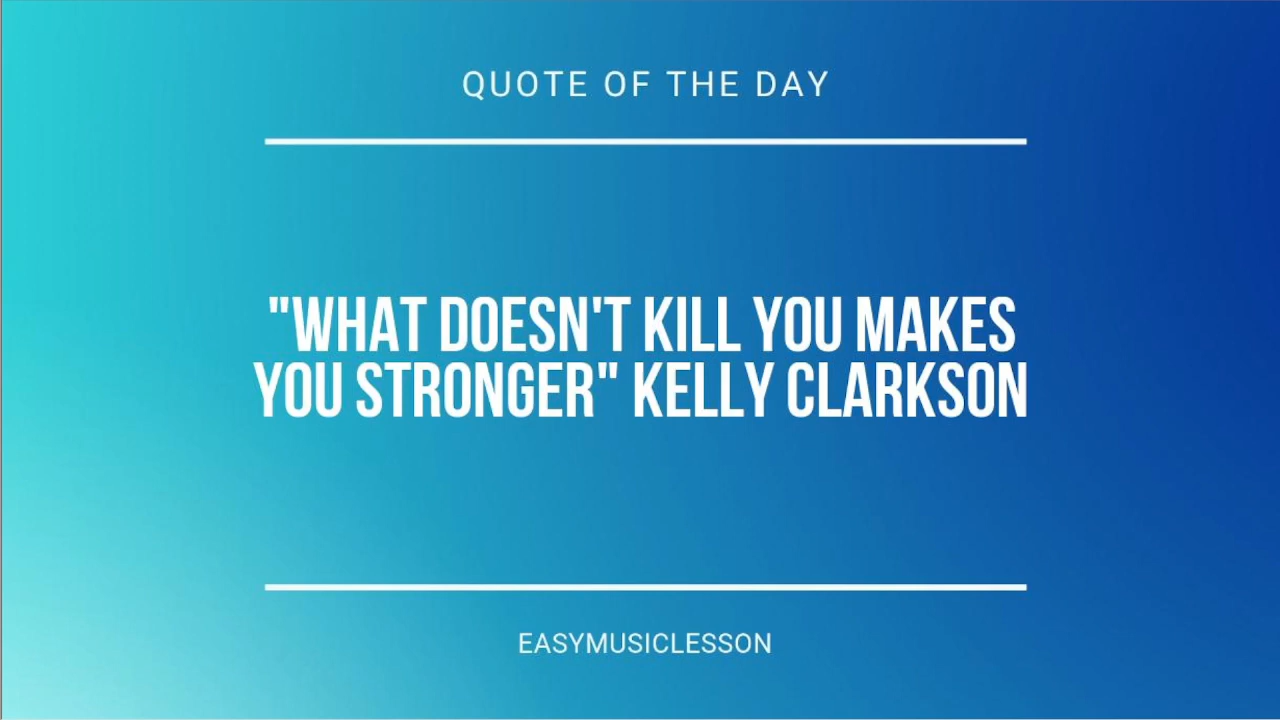 QUOTE OF THE DAY
"WHAT DOESN'T KILL YOU MAKES
YOU STRONGER" KELLY CLARKSON
EASYMUSICLESSON